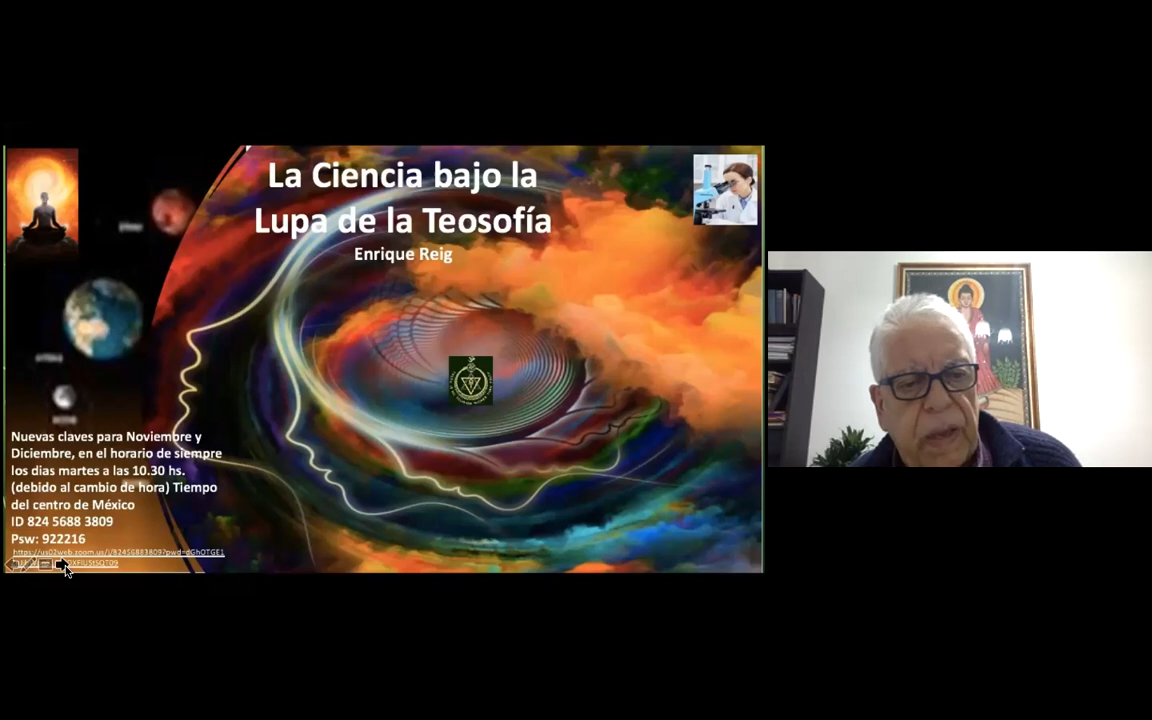 La Ciencia bajo la
Lupa de la Teosofía
Enrique Reig
Nuevas claves para Noviembre y
Diciembre, en el horario de siempre
los dias martes a las 10.30 hs.
(debido al cambio de hora) Tiempo
del centro de México
ID 824 5688 3809
Psw: 922216